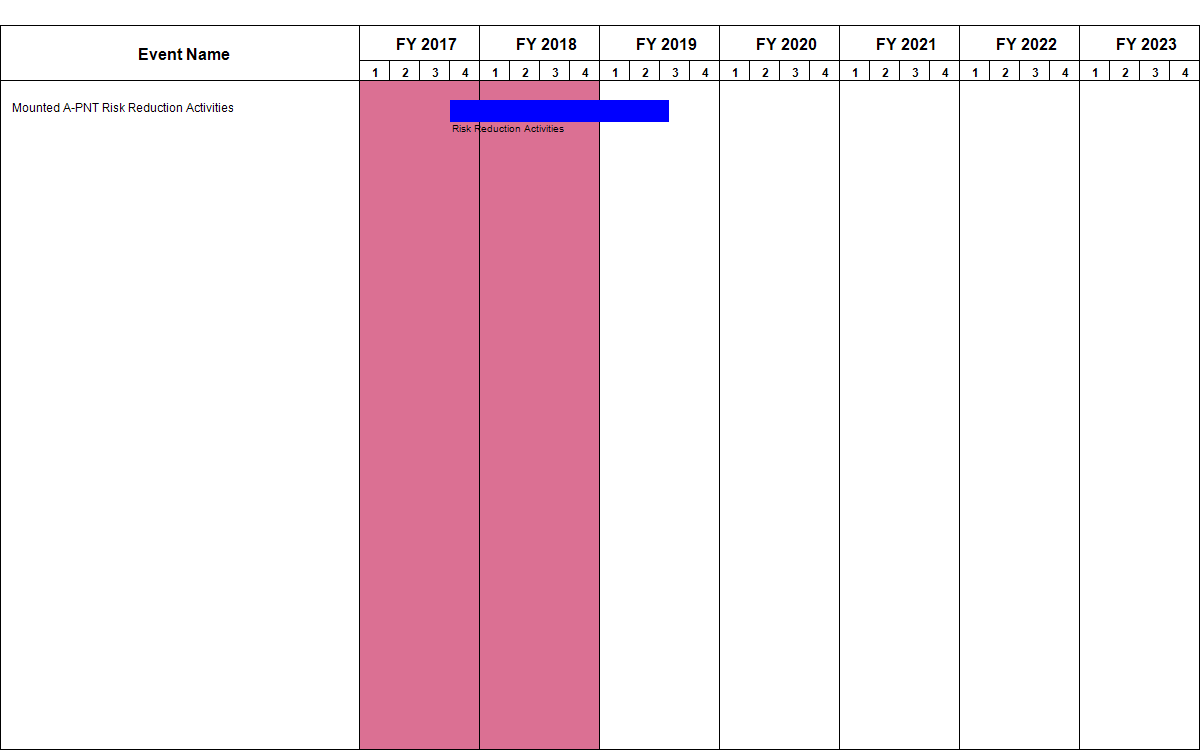 Event Name
FY 2017 FY 2018 FY 2019 FY 2020 FY 2021 FY 2022 FY 2023
1 2 3 4 1 2 3 4 1 2 3 4 1 2 3 4 1 2 3 4 1 2 3 4 1 2 3 4
Mounted A-PNT Risk Reduction Activities
Risk Reduction Activities